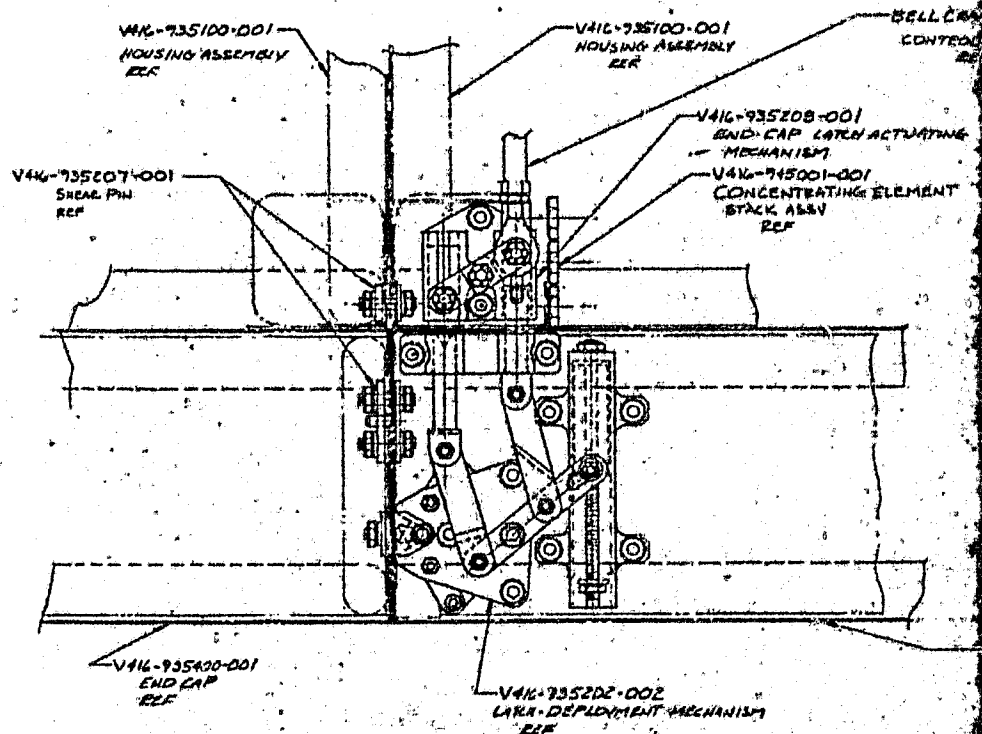 V416-935100-001
HOUSING ASSEMBLY
REF
V416-935100-001
HOUSING ASSEMBLY
REF
BELL
V416-935208-001
END CAP LATCH ACTUATING
MECHANISM
V416-945001-001
CONCENTRATING ELEMENT
STACK ASSY
REF
V416-935207-001
SHEAR PIN
REF
V416-935400-001
END CAP
REF
V416-935202-002
LATCH-DEPLOYMENT MECHANISM
REF